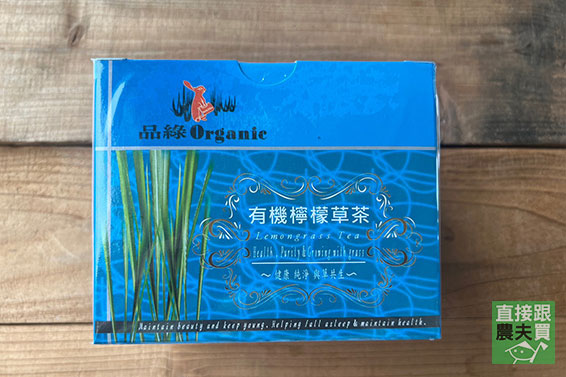 品綠Organic
有機檸檬草茶
Lemongrass Tea
Health , Purely & Growing with grass
～健康 純淨 與草共生～
Maintain beauty and keep young. Helping fall asleep & maintain health.
直接跟
農夫買